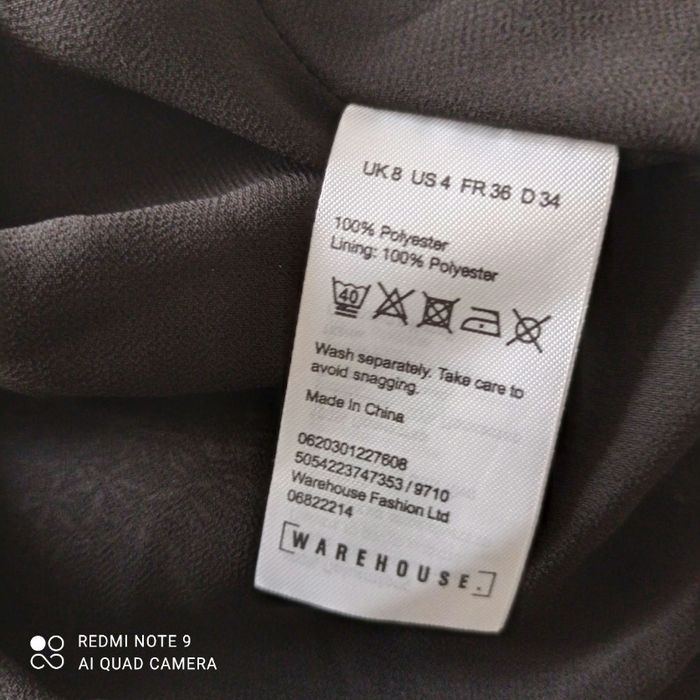 UK 8 US 4 FR 36 D 34
100% Polyester
Lining: 100% Polyester
40
Wash separately. Take care to
avoid snagging.
Made In China
0620301227608
5054223747353 / 9710
Warehouse Fashion Ltd
06822214
[WAREHOUSE.]
REDMI NOTE 9
AI QUAD CAMERA